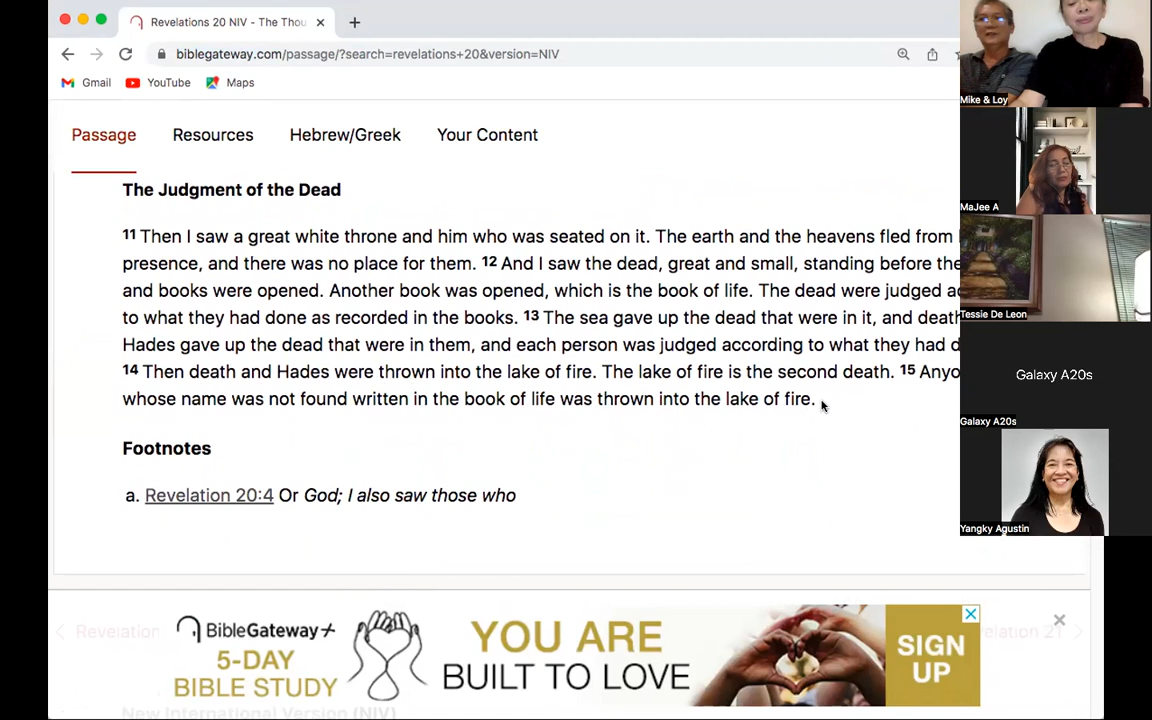 Revelations 20 NIV - The Thou
biblegateway.com/passage/?search=revelations+20&version=NIV
Gmail YouTube Maps
Passage Resources Hebrew/Greek Your Content
The Judgment of the Dead
11 Then I saw a great white throne and him who was seated on it. The earth and the heavens fled from
presence, and there was no place for them. 12 And I saw the dead, great and small, standing before the
and books were opened. Another book was opened, which is the book of life. The dead were judged a
to what they had done as recorded in the books. 13 The sea gave up the dead that were in it, and death
Hades gave up the dead that were in them, and each person was judged according to what they had d
14 Then death and Hades were thrown into the lake of fire. The lake of fire is the second death. 15 Anyo
whose name was not found written in the book of life was thrown into the lake of fire.
Footnotes
a. Revelation 20:4 Or God; I also saw those who
Revelation
elation 21
BibleGateway+
5-DAY
BIBLE STUDY
YOU ARE
BUILT TO LOVE
SIGN
UP
New International Version (NIV)
Mike & Loy
MaJee A
Tessie De Leon
Galaxy A20s
Galaxy A20s
Yangky Agustin